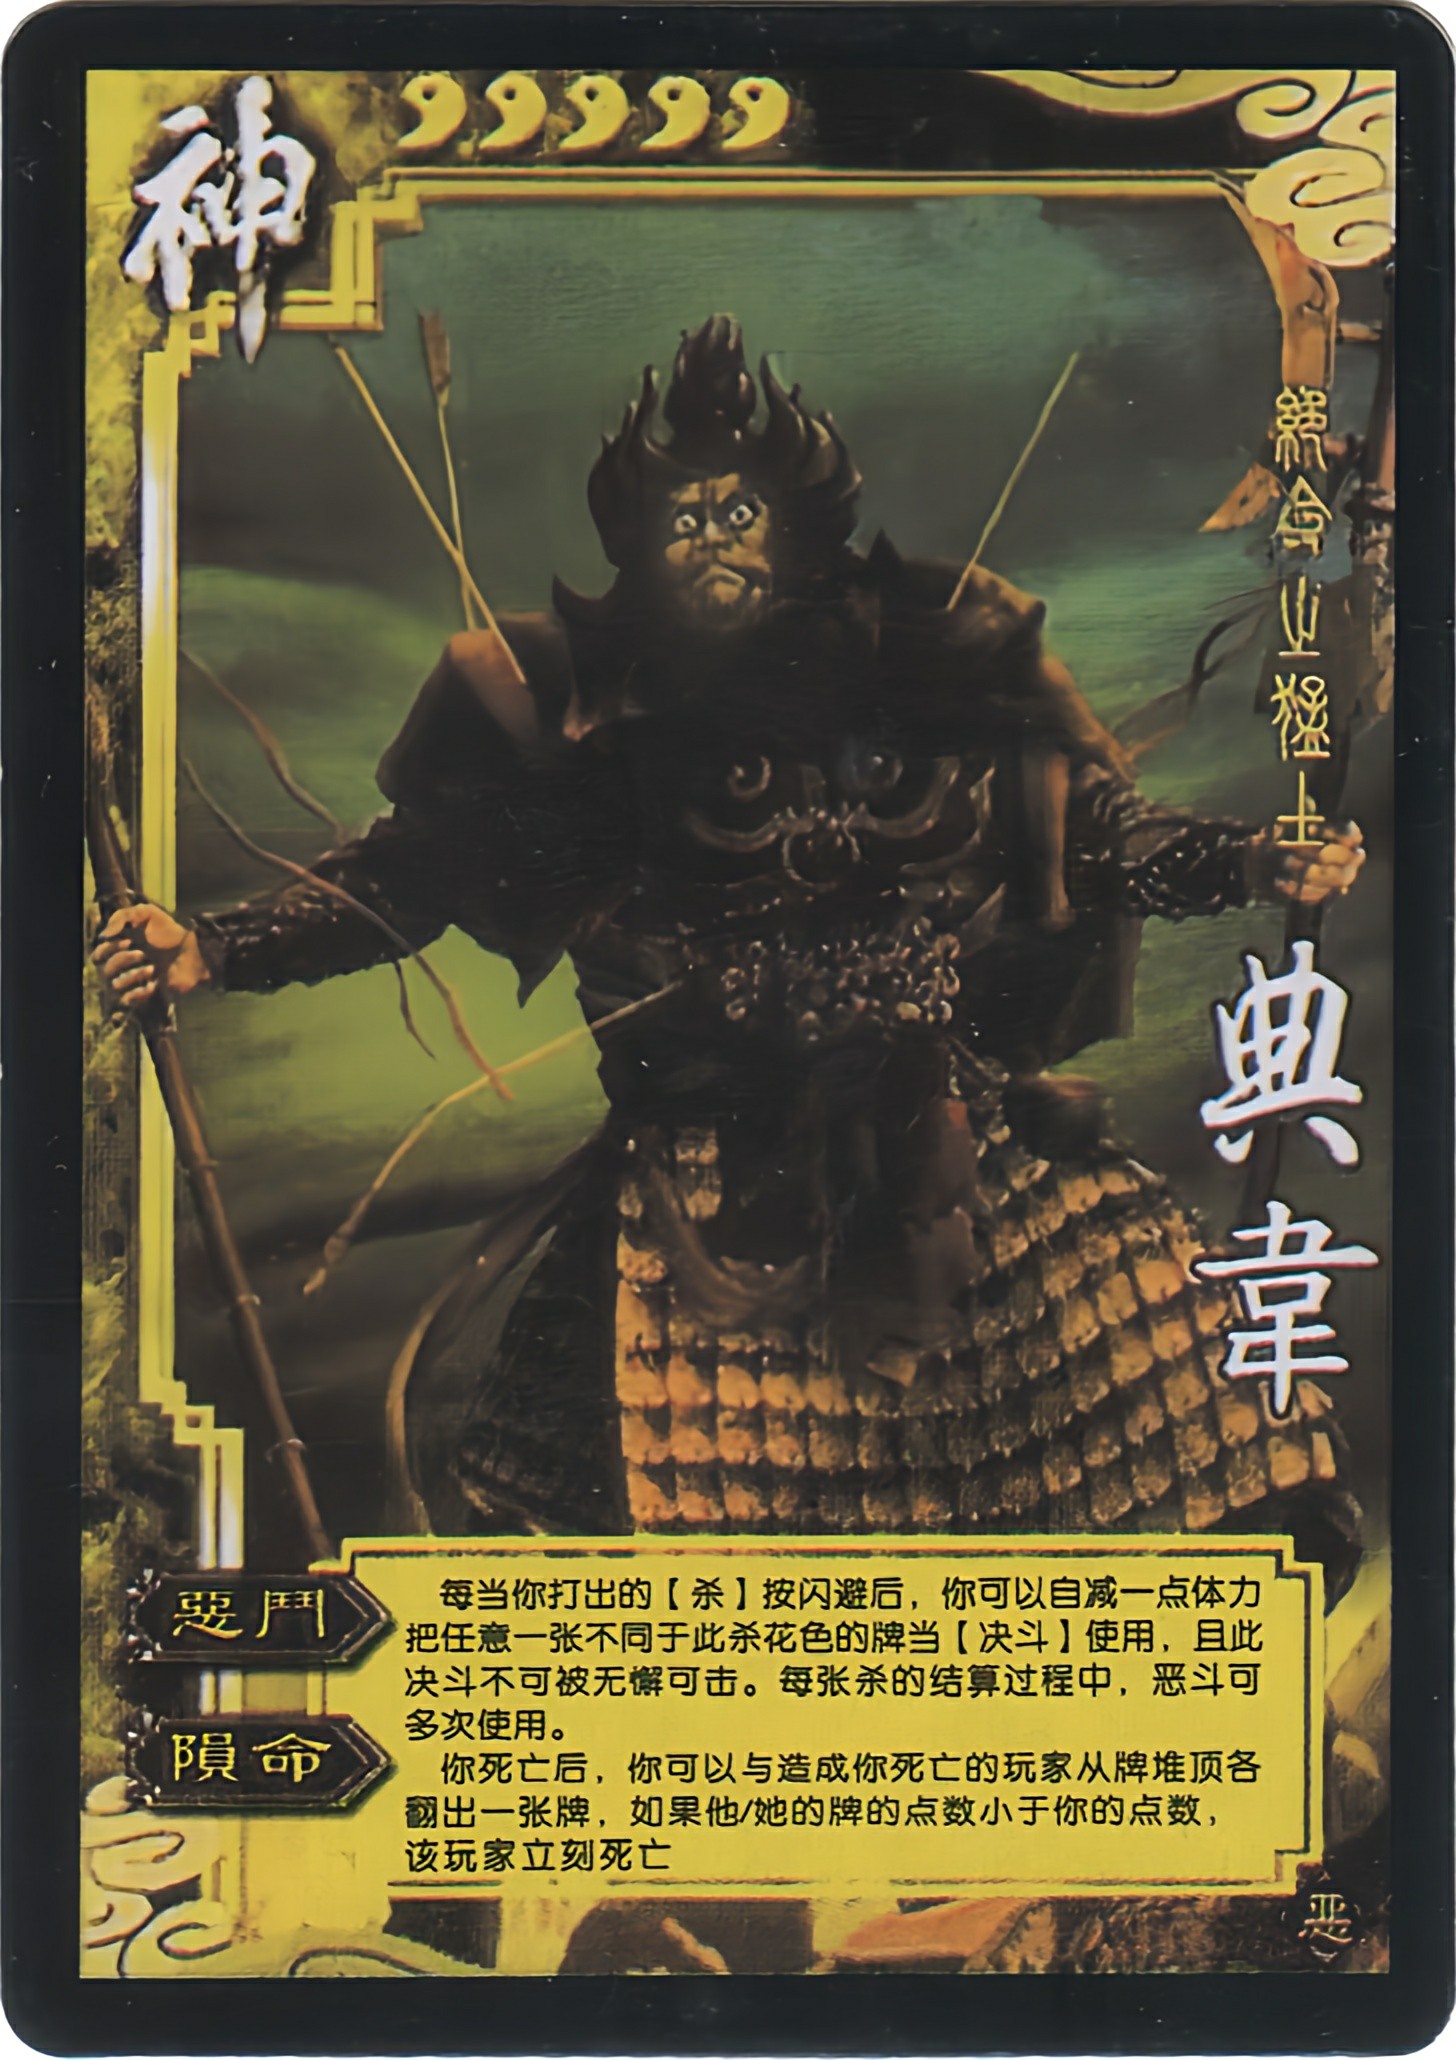 神
絕命之猛士
典韋
惡鬥
每当你打出的【杀】按闪避后，你可以自减一点体力
把任意一张不同于此杀花色的牌当【决斗】使用，且此
决斗不可被无懈可击。每张杀的结算过程中，恶斗可
多次使用。
隕命
你死亡后，你可以与造成你死亡的玩家从牌堆顶各
翻出一张牌，如果他/她的牌的点数小于你的点数，
该玩家立刻死亡
恶